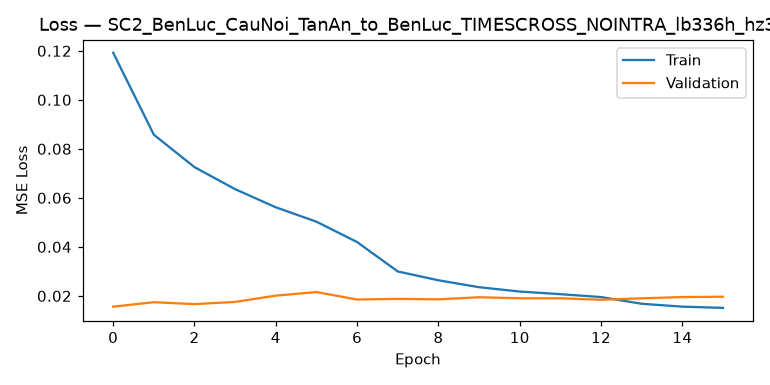 Loss — SC2_BenLuc_CauNoi_TanAn_to_BenLuc_TIMESCROSS_NOINTRA_lb336h_hz3
Train
Validation
MSE Loss
0.12
0.10
0.08
0.06
0.04
0.02
0 2 4 6 8 10 12 14
Epoch